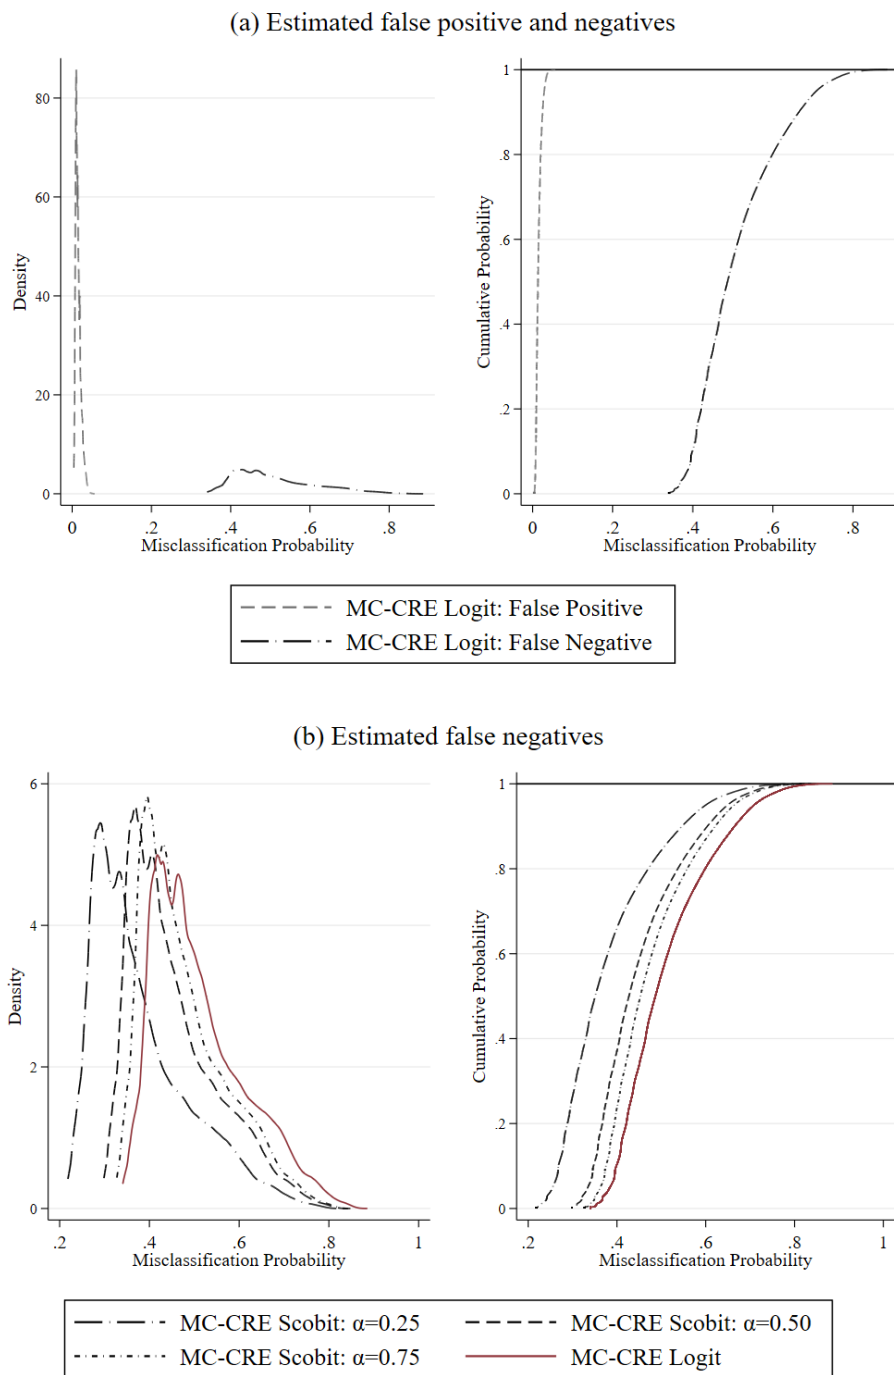 (a) Estimated false positive and negatives
80
60
40
20
0
Density
0 .2 .4 .6 .8
Misclassification Probability
1
.8
.6
.4
.2
0
Cumulative Probability
0 .2 .4 .6 .8
Misclassification Probability
MC-CRE Logit: False Positive
MC-CRE Logit: False Negative
(b) Estimated false negatives
6
4
2
0
Density
.2 .4 .6 .8 1
Misclassification Probability
1
.8
.6
.4
.2
0
Cumulative Probability
.2 .4 .6 .8 1
Misclassification Probability
MC-CRE Scobit: α=0.25 MC-CRE Scobit: α=0.50
MC-CRE Scobit: α=0.75 MC-CRE Logit